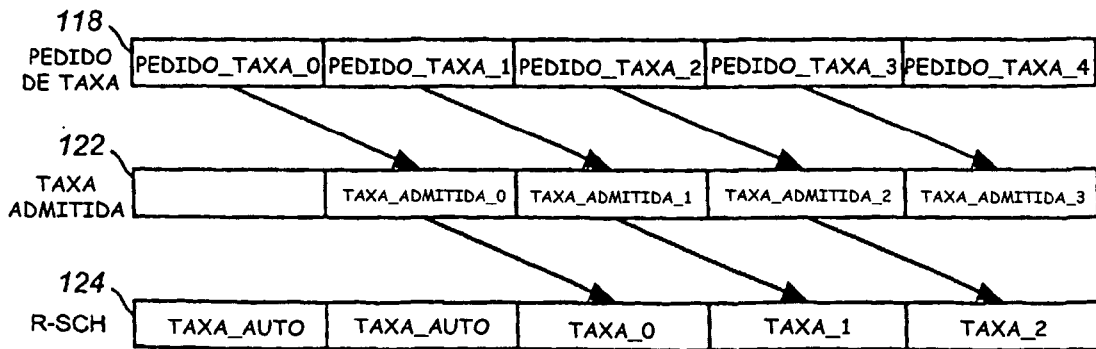 118
PEDIDO DE TAXA
PEDIDO_TAXA_0 PEDIDO_TAXA_1 PEDIDO_TAXA_2 PEDIDO_TAXA_3 PEDIDO_TAXA_4
122
TAXA ADMITIDA
TAXA_ADMITIDA_0 TAXA_ADMITIDA_1 TAXA_ADMITIDA_2 TAXA_ADMITIDA_3
124
R-SCH
TAXA_AUTO TAXA_AUTO TAXA_0 TAXA_1 TAXA_2